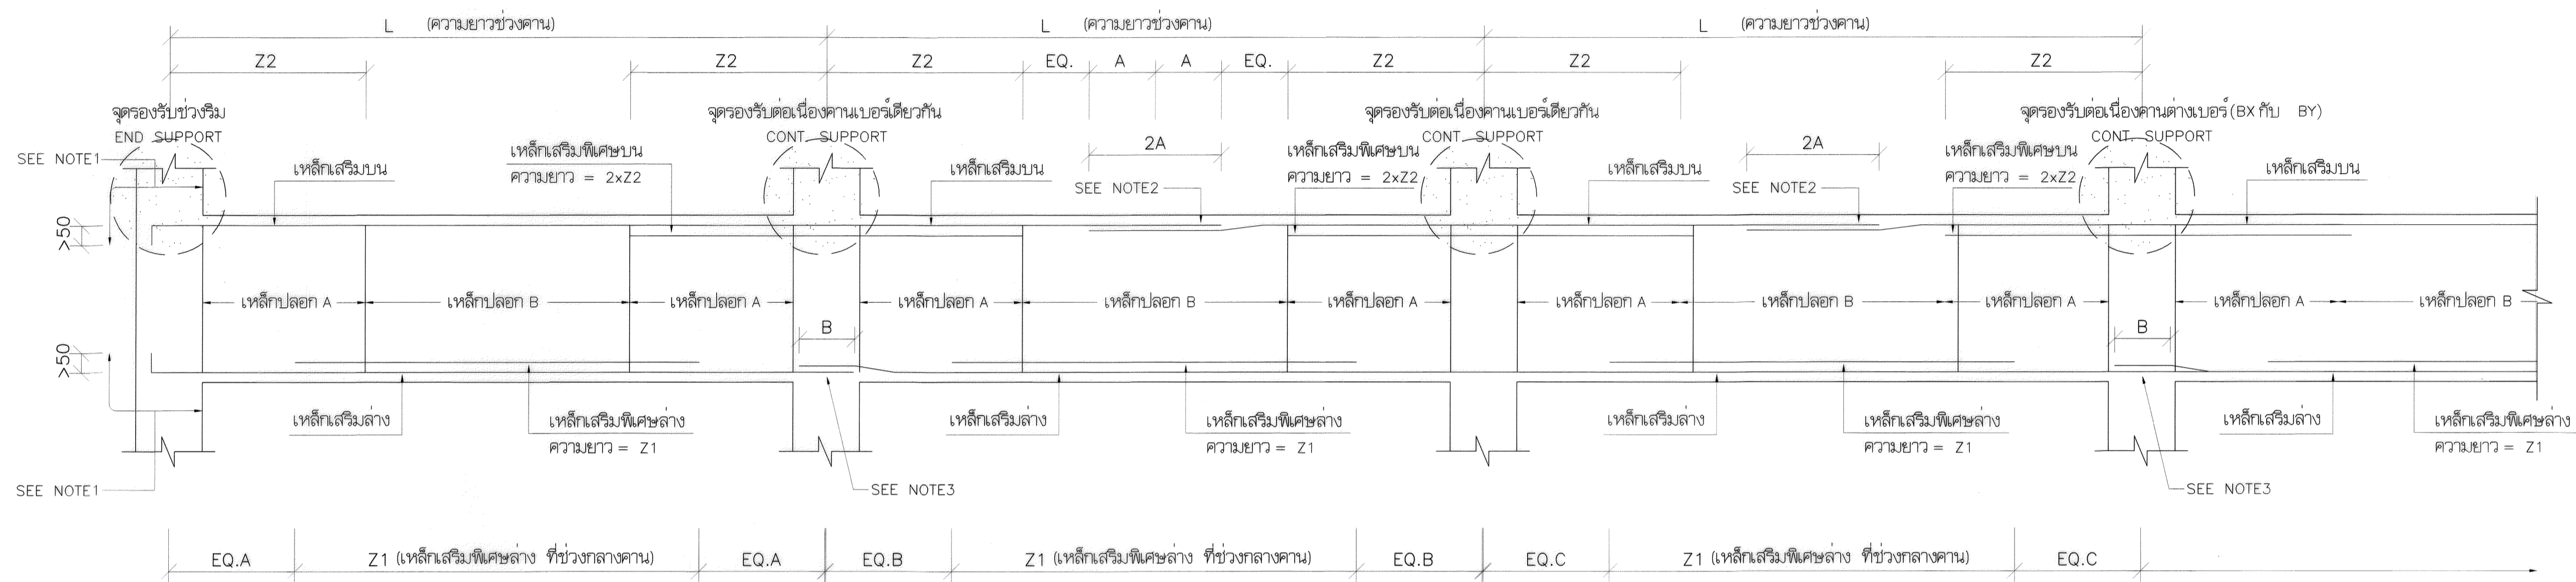 L (ความยาวช่วงคาน) L (ความยาวช่วงคาน) L (ความยาวช่วงคาน)
Z2 Z2 Z2 EQ. A A EQ. Z2 Z2 Z2
จุดรองรับช่วงริม จุดรองรับต่อเนื่องคานเบอร์เดียวกัน จุดรองรับต่อเนื่องคานเบอร์เดียวกัน จุดรองรับต่อเนื่องคานต่างเบอร์(BX กับ BY)
END SUPPORT CONT. SUPPORT CONT. SUPPORT CONT. SUPPORT
2A 2A
SEE NOTE1 เหล็กเสริมบน เหล็กเสริมพิเศษบน เหล็กเสริมบน เหล็กเสริมพิเศษบน เหล็กเสริมบน เหล็กเสริมพิเศษบน เหล็กเสริมบน
ความยาว = 2xZ2 SEE NOTE2 ความยาว = 2xZ2 SEE NOTE2 ความยาว = 2xZ2
>50
เหล็กปลอก A เหล็กปลอก B เหล็กปลอก A เหล็กปลอก A เหล็กปลอก B เหล็กปลอก A เหล็กปลอก A เหล็กปลอก B เหล็กปลอก A เหล็กปลอก A เหล็กปลอก B
B B
>50
เหล็กเสริมล่าง เหล็กเสริมพิเศษล่าง เหล็กเสริมล่าง เหล็กเสริมพิเศษล่าง เหล็กเสริมล่าง เหล็กเสริมพิเศษล่าง เหล็กเสริมล่าง เหล็กเสริมพิเศษล่าง
ความยาว = Z1 ความยาว = Z1 ความยาว = Z1 ความยาว = Z1
SEE NOTE1 SEE NOTE3 SEE NOTE3
EQ.A Z1 (เหล็กเสริมพิเศษล่าง ที่ช่วงกลางคาน) EQ.A EQ.B Z1 (เหล็กเสริมพิเศษล่าง ที่ช่วงกลางคาน) EQ.B EQ.C Z1 (เหล็กเสริมพิเศษล่าง ที่ช่วงกลางคาน) EQ.C